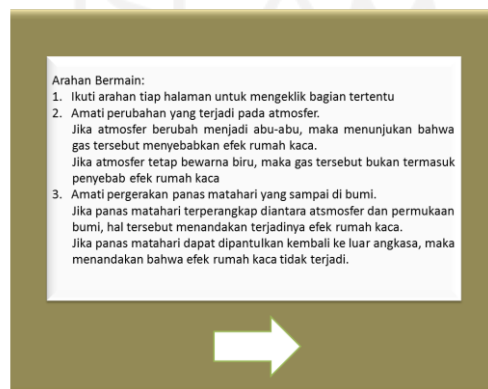 Arahan Bermain:
1. Ikuti arahan tiap halaman untuk mengeklik bagian tertentu
2. Amati perubahan yang terjadi pada atmosfer.
Jika atmosfer berubah menjadi abu-abu, maka menunjukan bahwa
gas tersebut menyebabkan efek rumah kaca.
Jika atmosfer tetap bewarna biru, maka gas tersebut bukan termasuk
penyebab efek rumah kaca
3. Amati pergerakan panas matahari yang sampai di bumi.
Jika panas matahari terperangkap diantara atsmosfer dan permukaan
bumi, hal tersebut menandakan terjadinya efek rumah kaca.
Jika panas matahari dapat dipantulkan kembali ke luar angkasa, maka
menandakan bahwa efek rumah kaca tidak terjadi.